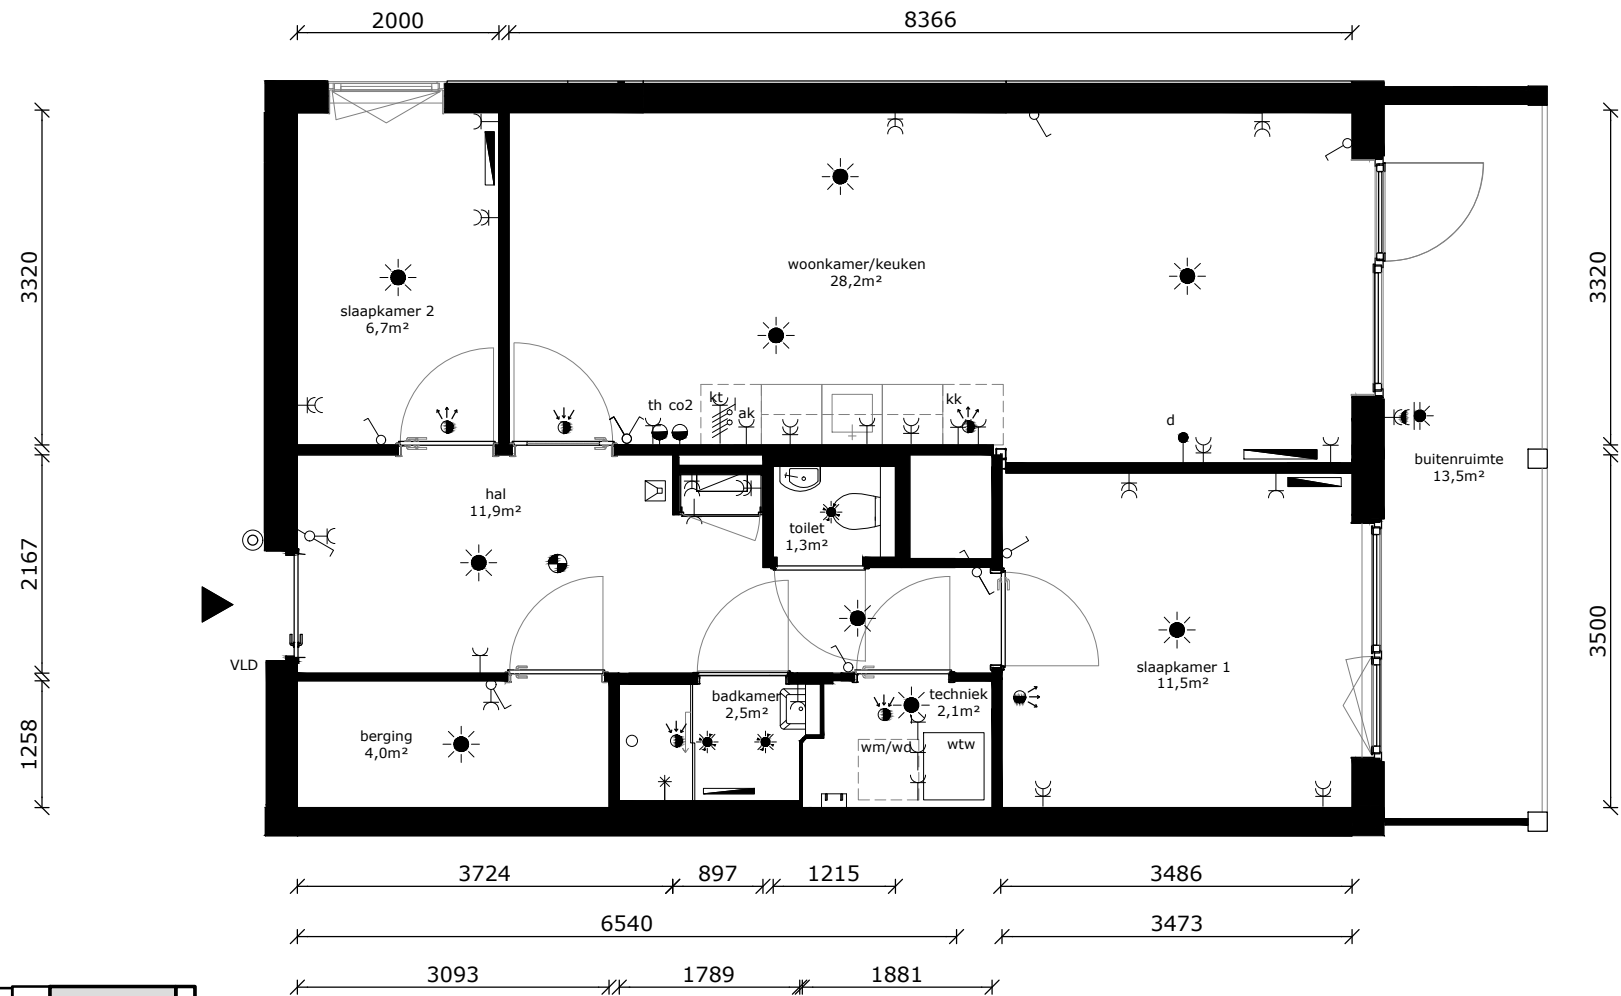 2000
8366
3320
3320
woonkamer/keuken
28,2m²
slaapkamer 2
6,7m²
th co2
kt
ak
kk
d
buitenruimte
13,5m²
hal
11,9m²
toilet
1,3m²
2167
3500
VLD
slaapkamer 1
11,5m²
badkamer
2,5m²
techniek
2,1m²
berging
4,0m²
wm/wd
wtw
1258
3724
897
1215
3486
6540
3473
3093
1789
1881